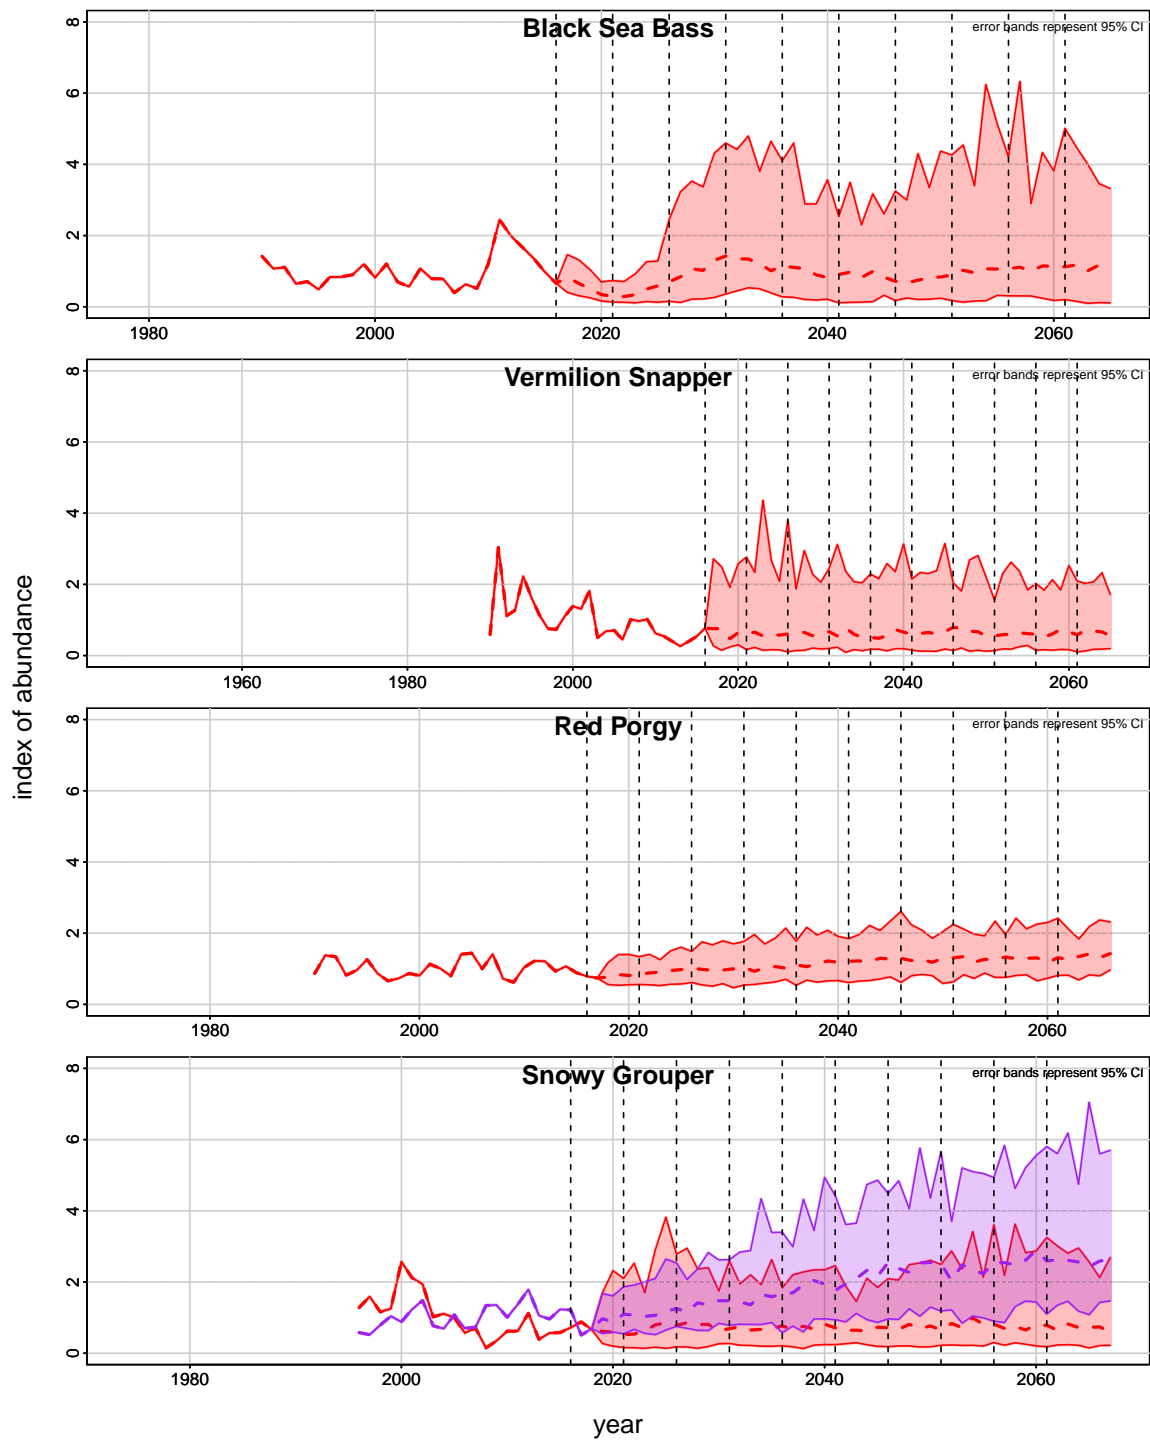 Black Sea Bass
error bands represent 95% CI
8
6
4
2
0
1980 2000 2020 2040 2060
Vermilion Snapper
error bands represent 95% CI
8
6
4
2
0
1960 1980 2000 2020 2040 2060
index of abundance
Red Porgy
error bands represent 95% CI
8
6
4
2
0
1980 2000 2020 2040 2060
Snowy Grouper
error bands represent 95% CI
8
6
4
2
0
1980 2000 2020 2040 2060
year